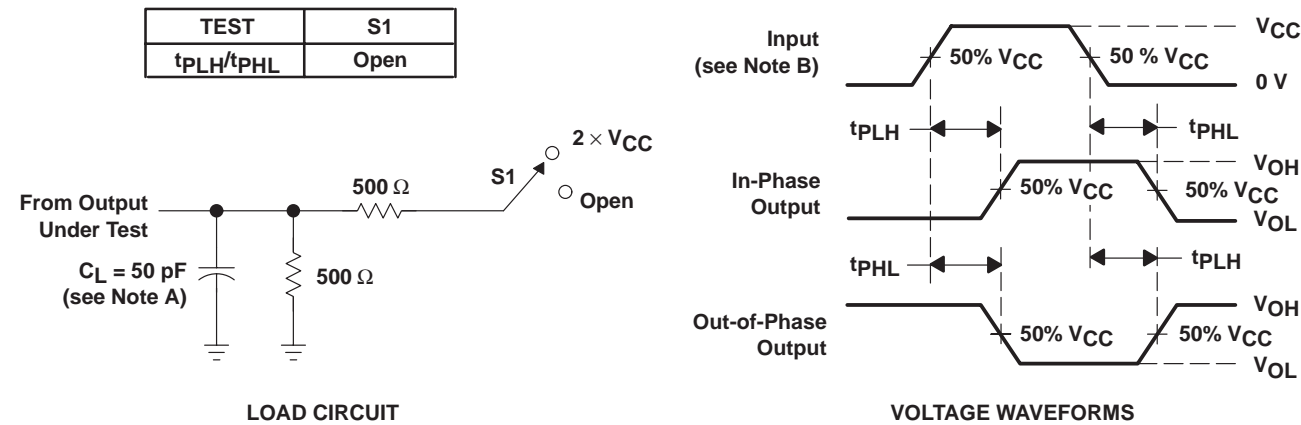 TEST S1
tPLH/tPHL Open
2 × VCC
S1
Open
500 Ω
From Output
Under Test
CL = 50 pF
(see Note A)
500 Ω
LOAD CIRCUIT
Input
(see Note B)
50% VCC
50 % VCC
VCC
0 V
tPLH
tPHL
In-Phase
Output
50% VCC
50% VCC
VOH
VOL
tPHL
tPLH
Out-of-Phase
Output
50% VCC
50% VCC
VOH
VOL
VOLTAGE WAVEFORMS